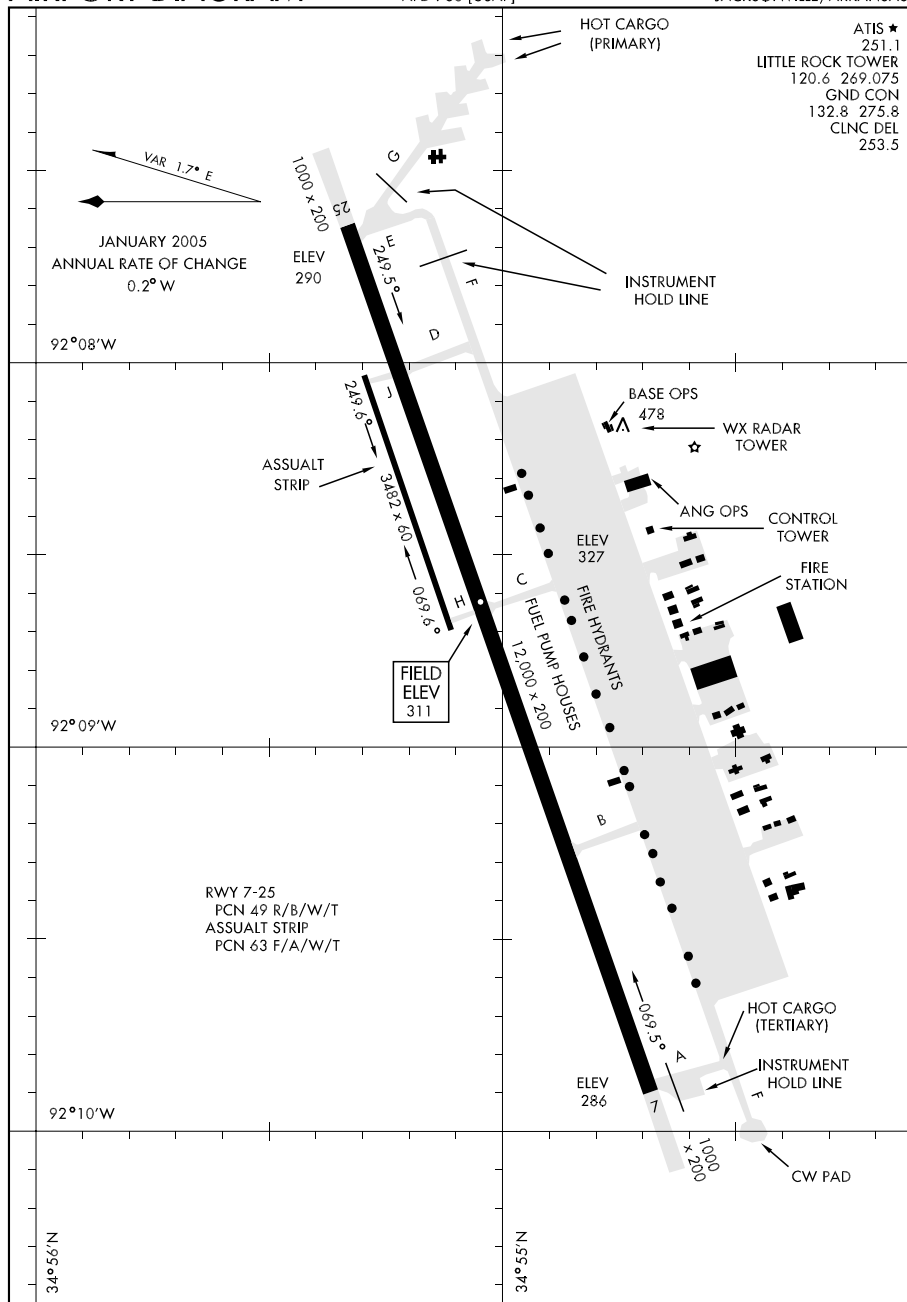 HOT CARGO
(PRIMARY)
ATIS ★
251.1
LITTLE ROCK TOWER
120.6 269.075
GND CON
132.8 275.8
CLNC DEL
253.5
VAR 1.7° E
JANUARY 2005
ANNUAL RATE OF CHANGE
0.2° W
1000 x 200
25
G
ELEV
290
E
249.5°
F
INSTRUMENT
HOLD LINE
D
92°08'W
J
249.6°
BASE OPS
478
WX RADAR
TOWER
ASSUALT
STRIP
3482 x 60
ANG OPS
CONTROL
TOWER
ELEV
327
FIRE
STATION
C
H
069.6°
FUEL PUMP HOUSES
FIRE HYDRANTS
12,000 x 200
FIELD
ELEV
311
92°09'W
B
RWY 7-25
PCN 49 R/B/W/T
ASSUALT STRIP
PCN 63 F/A/W/T
069.5°
HOT CARGO
(TERTIARY)
A
INSTRUMENT
HOLD LINE
ELEV
286
7
F
92°10'W
1000
x 200
CW PAD
34°56'N
34°55'N